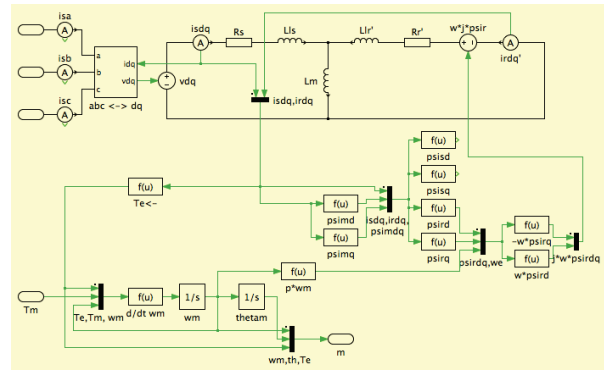 isa
isb
isc
A
A
A
a
b
c
idq
vdq
abc <-> dq
isdq
A
Rs
Lls
Llr'
Rr'
w*j*psir
A
irdq'
vdq
Lm
isdq,irdq
f(u)
Te<-
f(u)
psimd
f(u)
psimq
isdq,irdq,
psimdq
f(u)
psisd
f(u)
psisq
f(u)
psird
f(u)
psirq
psirdq,we
f(u)
-w*psirq
f(u)
w*psird
j*w*psirdq
f(u)
p*wm
Tm
Te,Tm, wm
f(u)
d/dt wm
1/s
wm
1/s
thetam
wm,th,Te
m